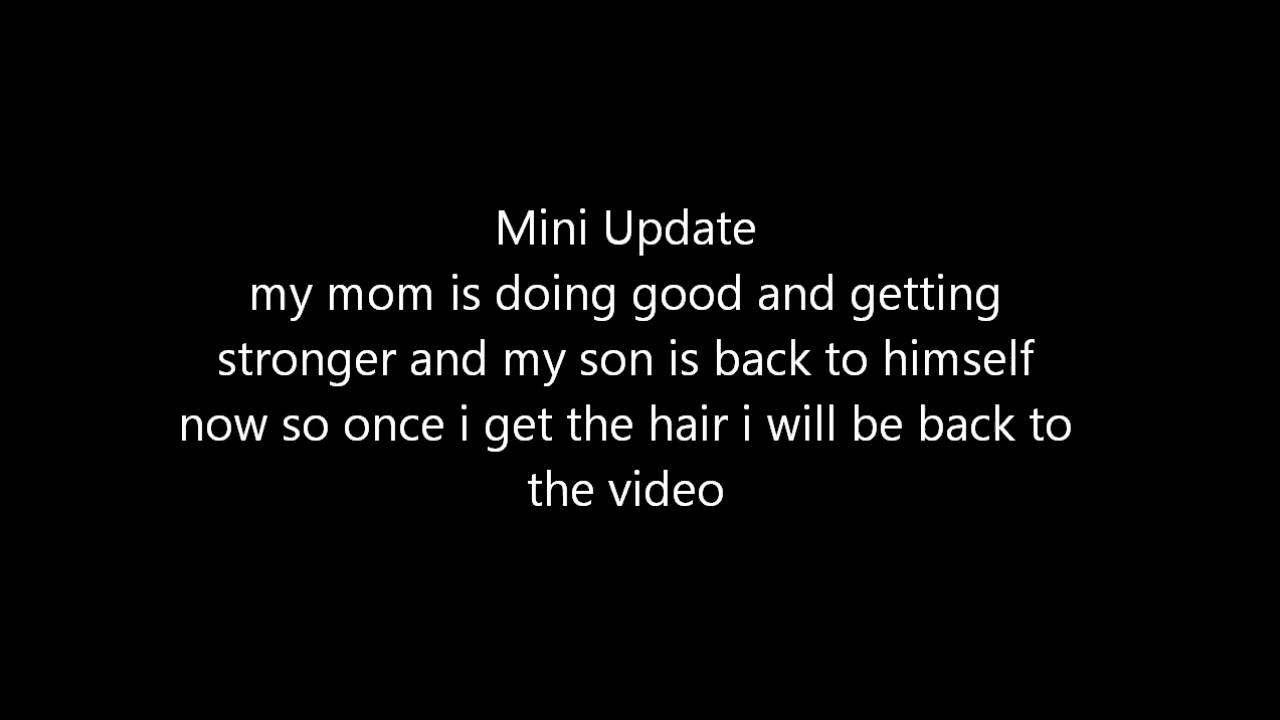 Mini Update
my mom is doing good and getting
stronger and my son is back to himself
now so once i get the hair i will be back to
the video